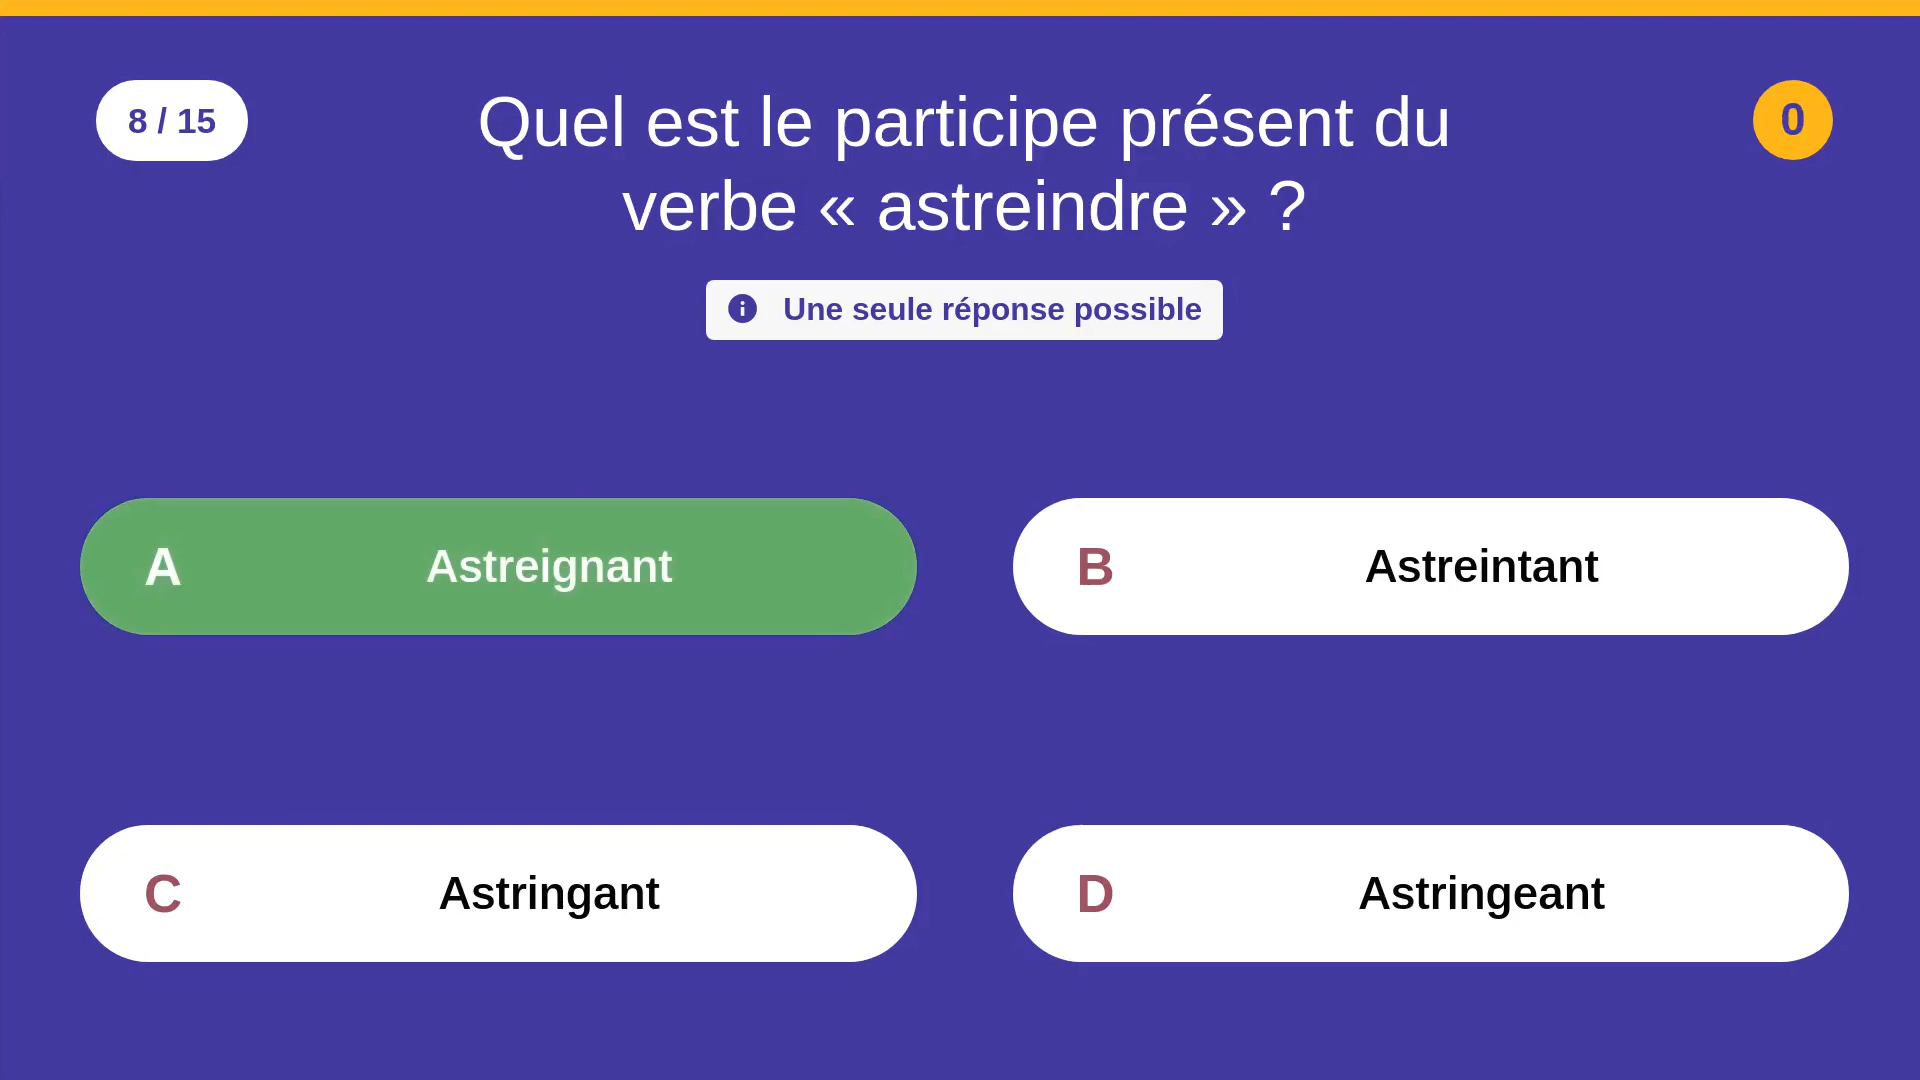 8 / 15
Quel est le participe présent du
verbe « astreindre » ?
0
Une seule réponse possible
A Astreignant
B Astreintant
C Astringant
D Astringeant